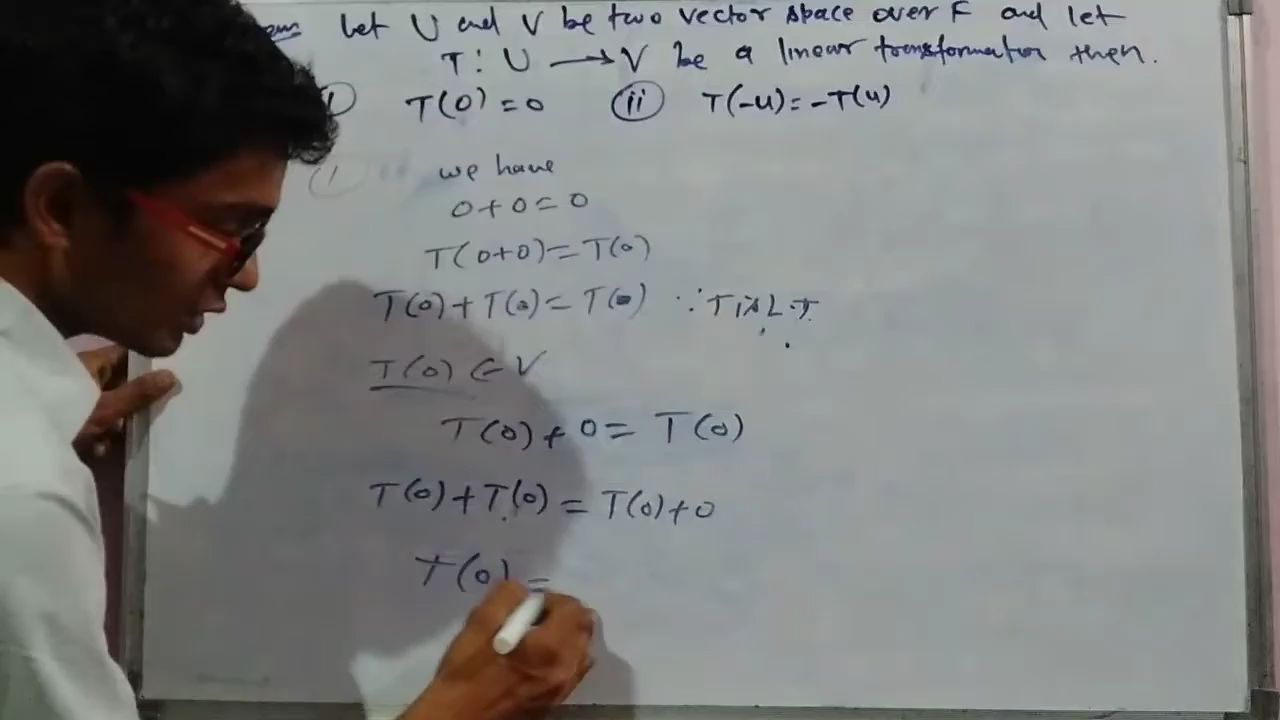 Let U and V be two vector space over F and let
T : U → V be a linear transformation then.
T(0) = 0 (ii) T(-u) = -T(u)
we have
0+0=0
T(0+0)=T(0)
T(0)+T(0)=T(0) ∵ T is L.T
T(0) ∈ V
T(0)+0= T(0)
T(0)+T(0) = T(0)+0
T(0) =